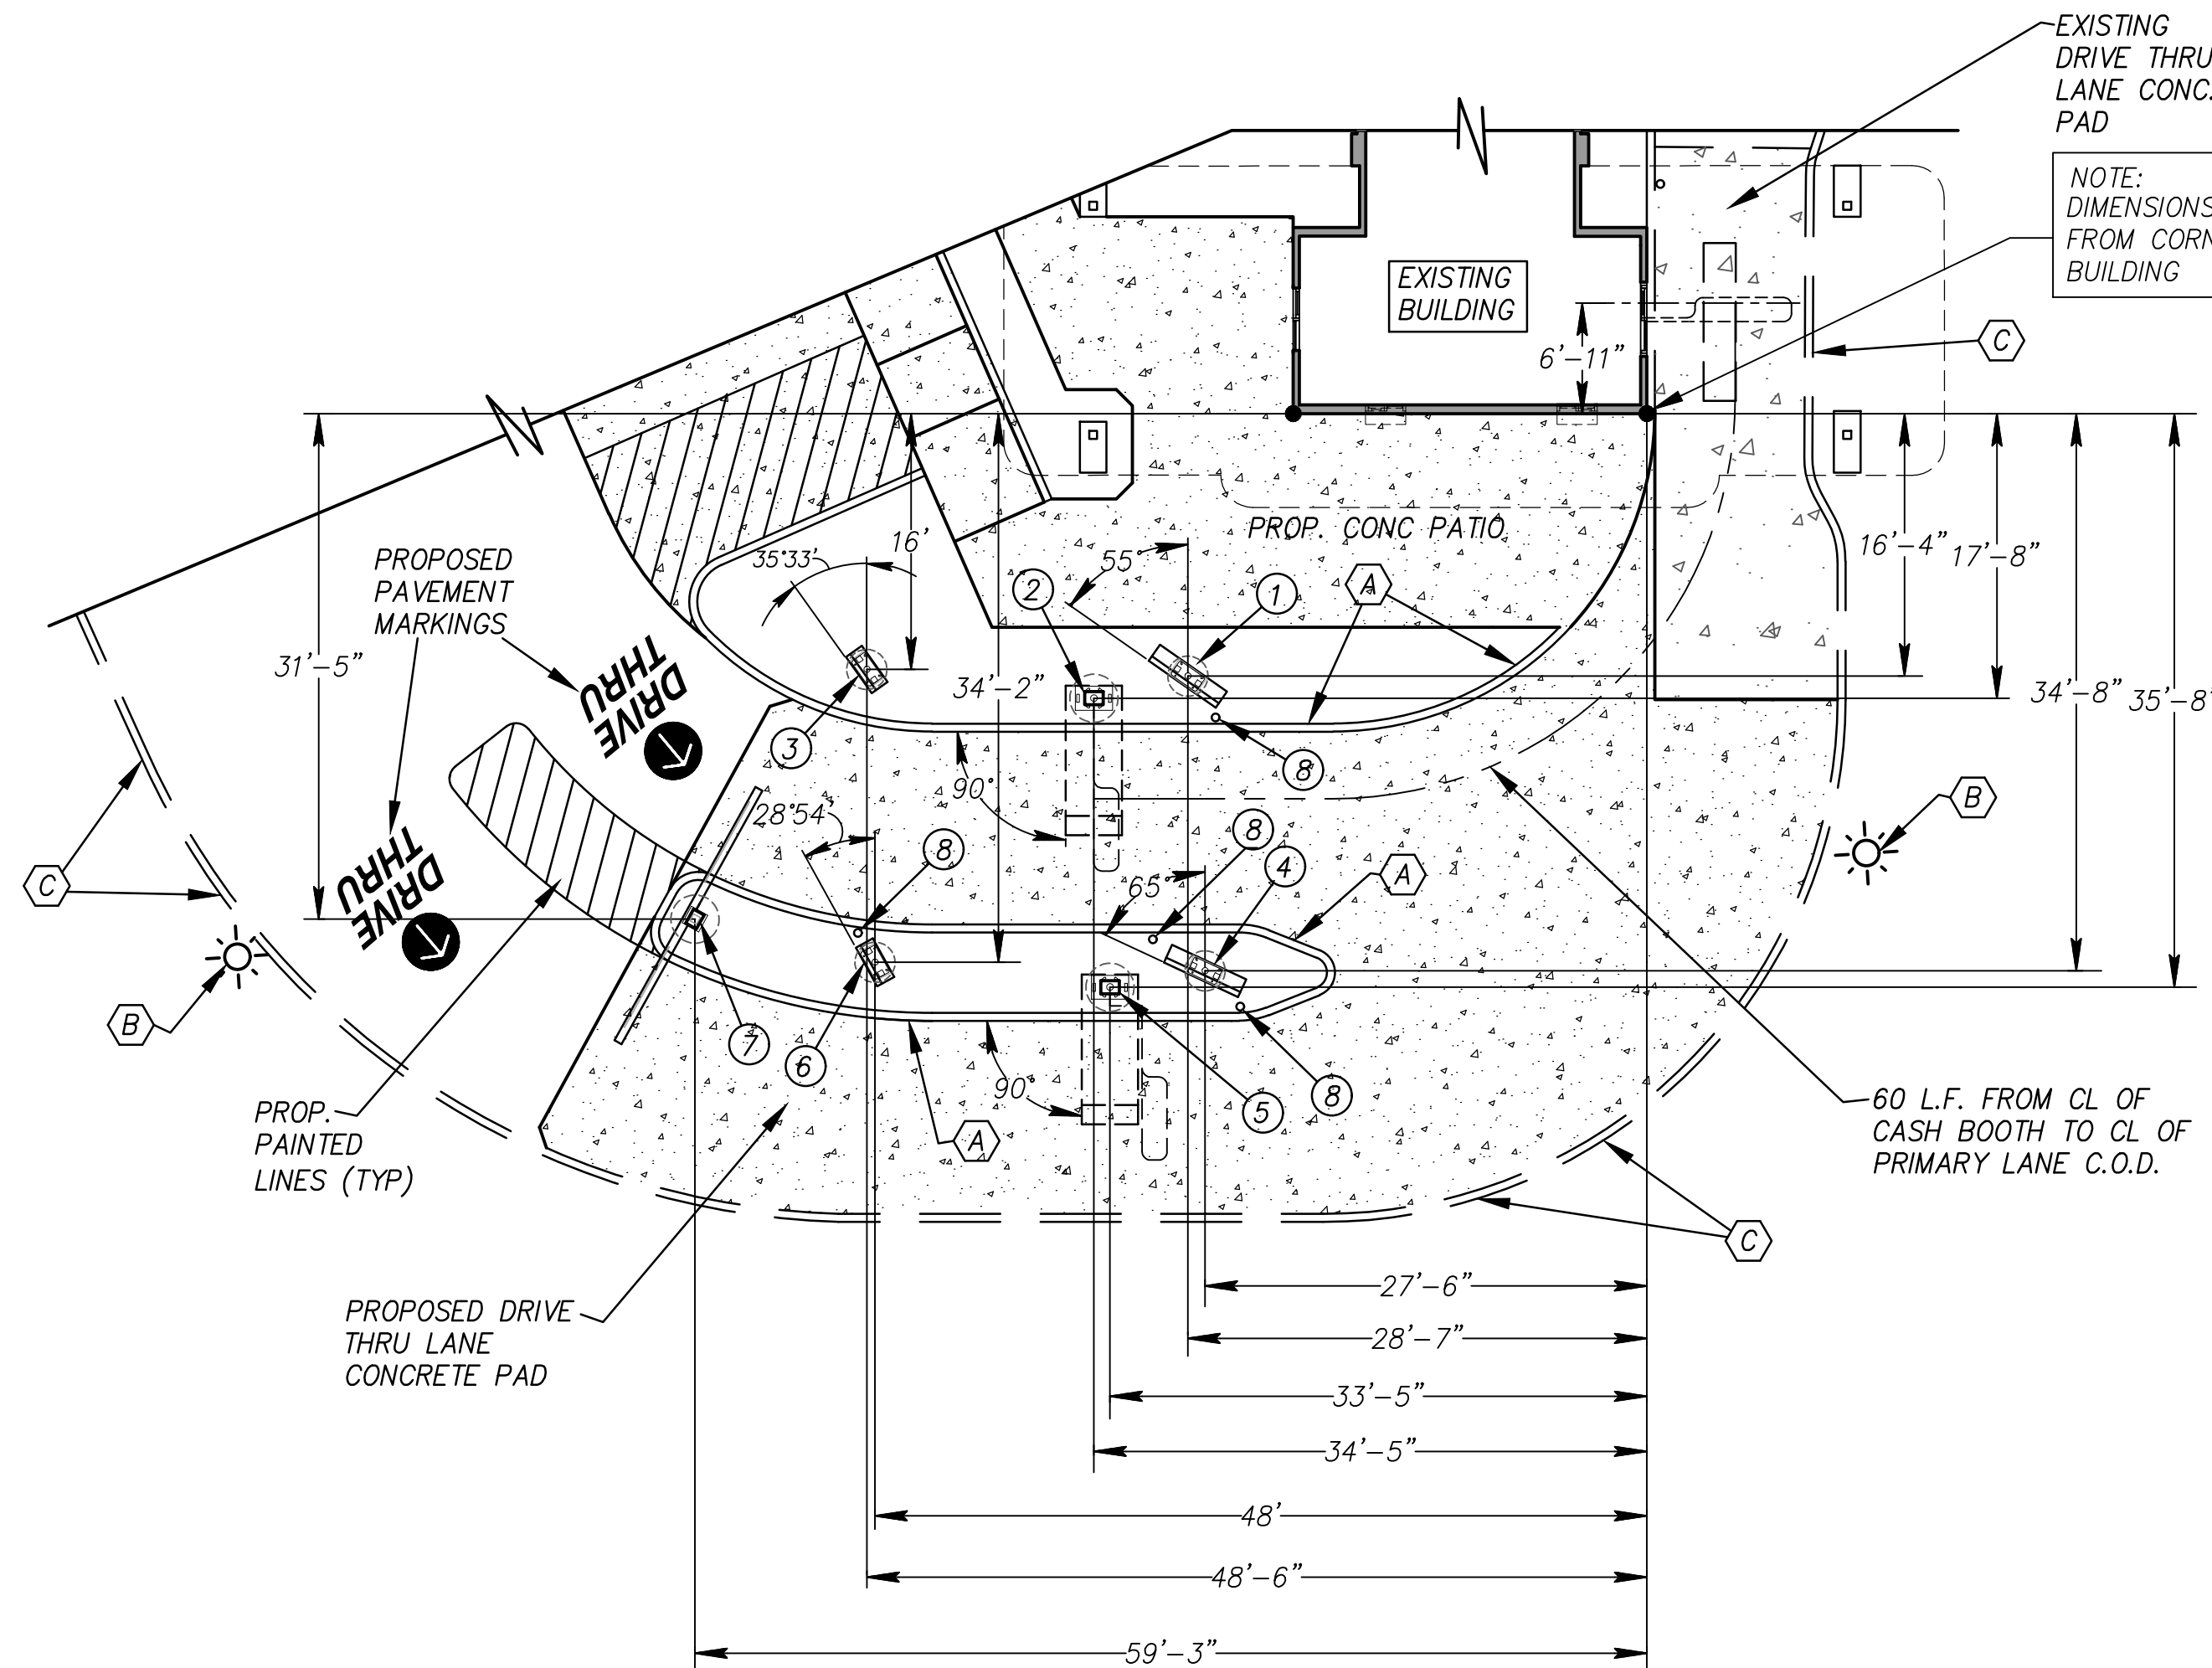 EXISTING
DRIVE THRU
LANE CONC.
PAD
NOTE:
DIMENSIONS
FROM
BUILDING
EXISTING
BUILDING
6'-11"
C
PROP. CONC PATIO
16'
35°33'
55°
2
1
A
16'-4"
17'-8"
34'-8"
35'-8"
PROPOSED
PAVEMENT
MARKINGS
31'-5"
34'-2"
DRIVE
THRU
3
8
90°
28°54'
8
8
4
65°
A
B
C
DRIVE
THRU
B
7
6
A
90°
5
8
60 L.F. FROM CL OF
CASH BOOTH TO CL OF
PRIMARY LANE C.O.D.
PROP.
PAINTED
LINES (TYP)
C
PROPOSED DRIVE
THRU LANE
CONCRETE PAD
27'-6"
28'-7"
33'-5"
34'-5"
48'
48'-6"
59'-3"